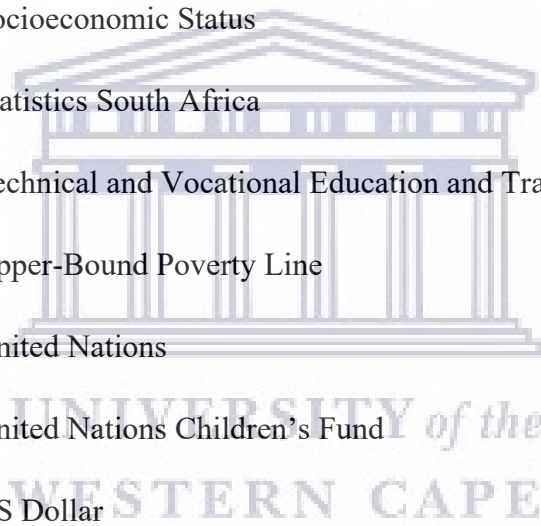 ocioeconomic Status
atistics South Africa
echnical and Vocational Education and Tra
pper-Bound Poverty Line
nited Nations
nited Nations Children’s Fund
UNIVERSITY of the
S Dollar
WESTERN CAPE